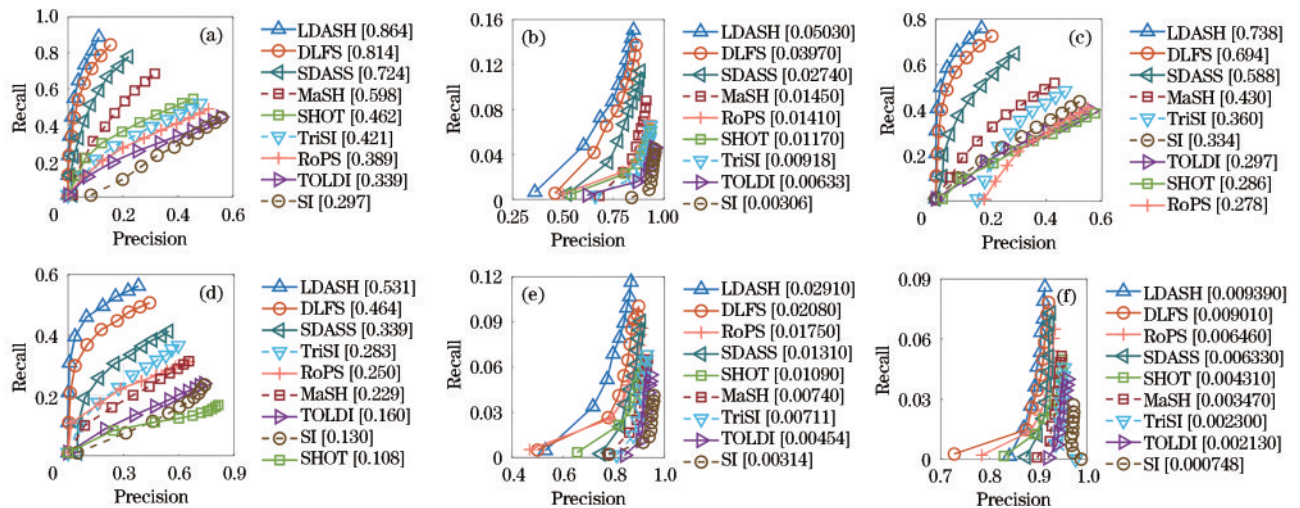 (a)
Recall
1.0
0.8
0.6
0.4
0.2
0
0
0.2
0.4
0.6
Precision
LDASH [0.864]
DLFS [0.814]
SDASS [0.724]
MaSH [0.598]
SHOT [0.462]
TriSI [0.421]
RoPS [0.389]
TOLDI [0.339]
SI [0.297]
(b)
Recall
0.16
0.12
0.08
0.04
0
0.25
0.50
0.75
1.00
Precision
LDASH [0.05030]
DLFS [0.03970]
SDASS [0.02740]
MaSH [0.01450]
RoPS [0.01410]
SHOT [0.01170]
TriSI [0.00918]
TOLDI [0.00633]
SI [0.00306]
(c)
Recall
0.8
0.6
0.4
0.2
0
0
0.2
0.4
0.6
Precision
LDASH [0.738]
DLFS [0.694]
SDASS [0.588]
MaSH [0.430]
TriSI [0.360]
SI [0.334]
TOLDI [0.297]
SHOT [0.286]
RoPS [0.278]
(d)
Recall
0.6
0.4
0.2
0
0
0.3
0.6
0.9
Precision
LDASH [0.531]
DLFS [0.464]
SDASS [0.339]
TriSI [0.283]
RoPS [0.250]
MaSH [0.229]
TOLDI [0.160]
SI [0.130]
SHOT [0.108]
(e)
Recall
0.12
0.09
0.06
0.03
0
0.4
0.6
0.8
1.0
Precision
LDASH [0.02910]
DLFS [0.02080]
RoPS [0.01750]
SDASS [0.01310]
SHOT [0.01090]
MaSH [0.00740]
TriSI [0.00711]
TOLDI [0.00454]
SI [0.00314]
(f)
Recall
0.09
0.06
0.03
0
0.7
0.8
0.9
1.0
Precision
LDASH [0.009390]
DLFS [0.009010]
RoPS [0.006460]
SDASS [0.006330]
SHOT [0.004310]
MaSH [0.003470]
TriSI [0.002300]
TOLDI [0.002130]
SI [0.000748]